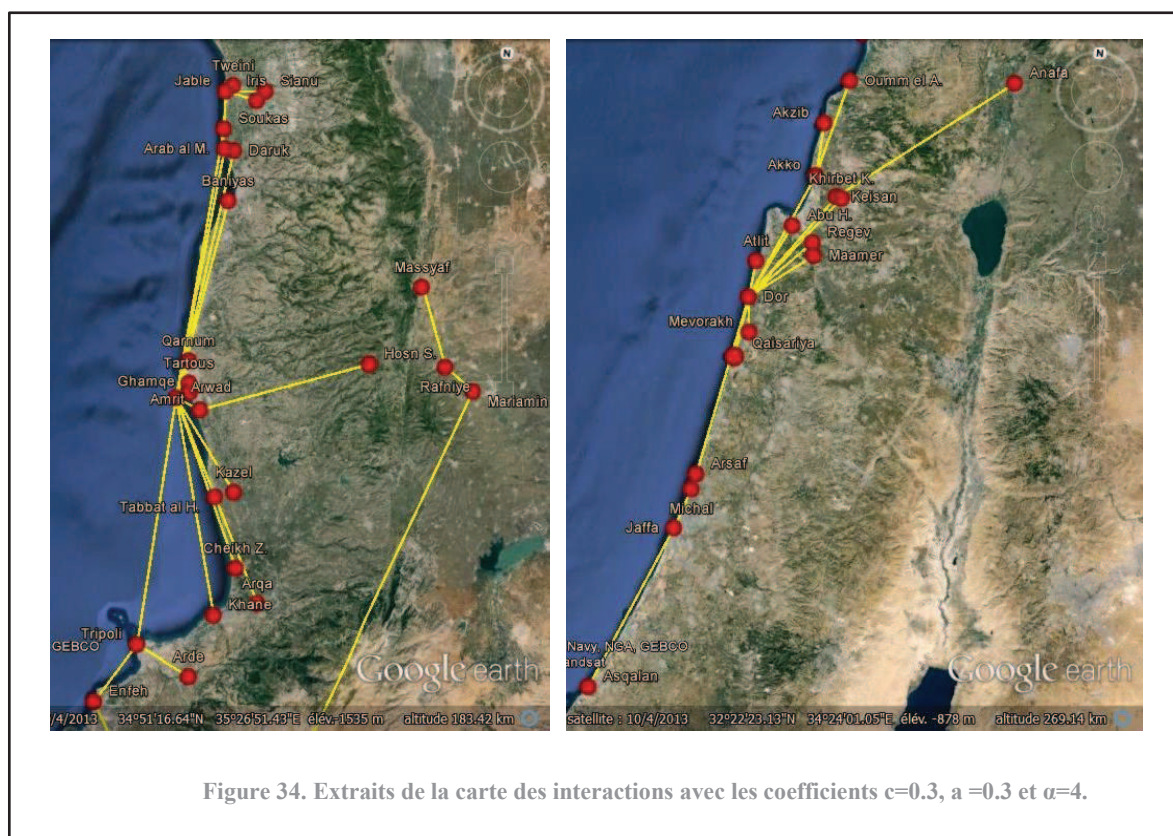 N
Tweini
Jable
Iris
Sianu
Soukas
Arab al M.
Daruk
Baniyas
Massyaf
Qarnum
Tartous
Hosn S.
Ghamqe
Arwad
Rafniye
Amrit
Mariamin
Kazel
Tabbat al H.
Cheikh Z.
Arqa
Khane
Tripoli
GEBCO
Arde
Google earth
Enfeh
/4/2013 34°51'16.64"N 35°26'51.43"E élév.-1535 m altitude 183.42 km
N
Oumm el A.
Anafa
Akzib
Akko
Khirbet K.
Keisan
Abu H.
Regev
Atlit
Maamer
Dor
Mevorakh
Qaisariya
Arsaf
Michal
Jaffa
Navy, NGA, GEBCO
andsat
Google earth
Asqalan
satellite : 10/4/2013 32°22'23.13"N 34°24'01.05"E élév. -878 m altitude 269.14 km
Figure 34. Extraits de la carte des interactions avec les coefficients c=0.3, a =0.3 et α=4.